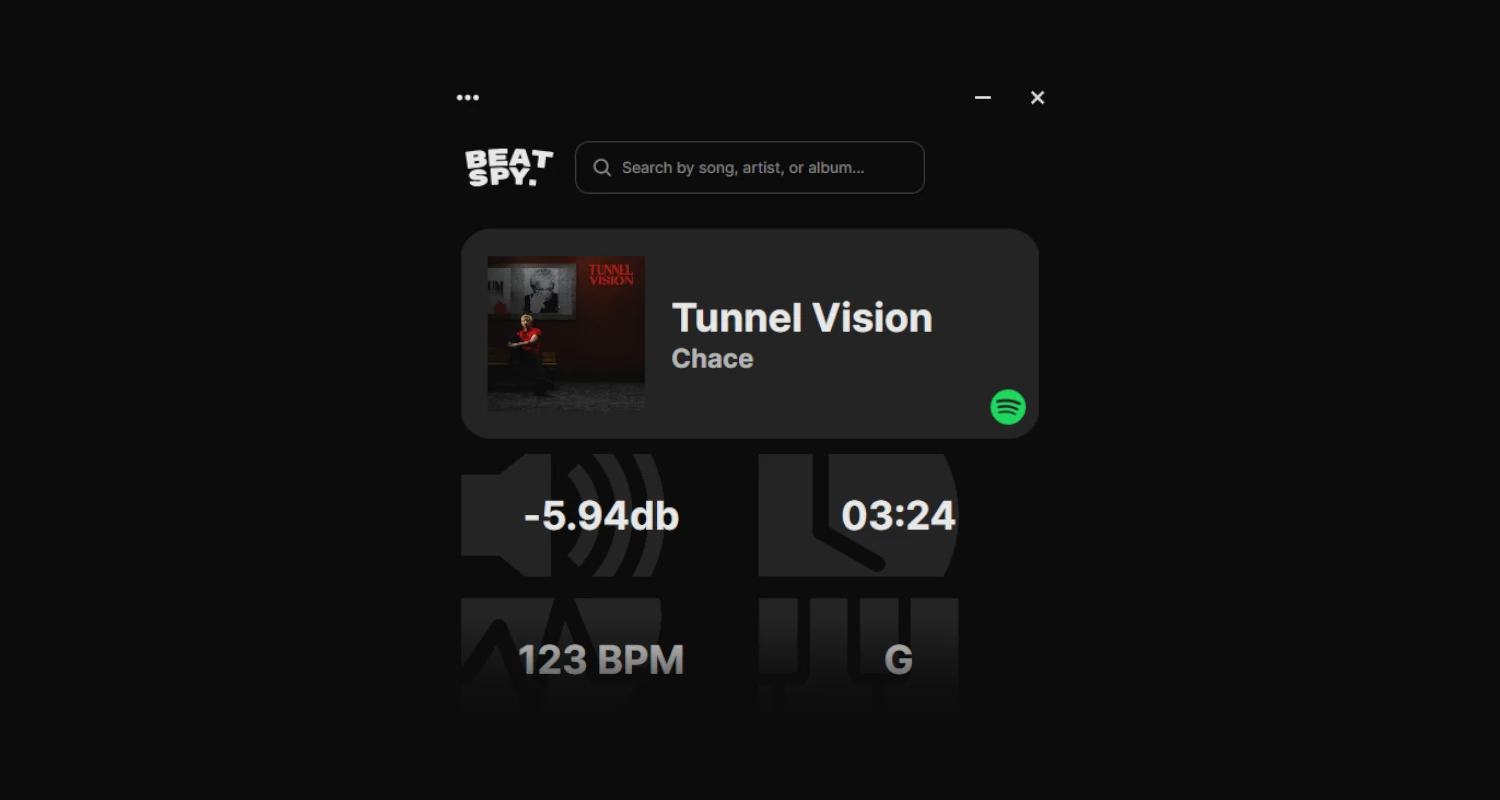 BEAT
SPY.
Search by song, artist, or album...
UM
TUNNEL
VISION
Tunnel Vision
Chace
-5.94db
03:24
123 BPM
G